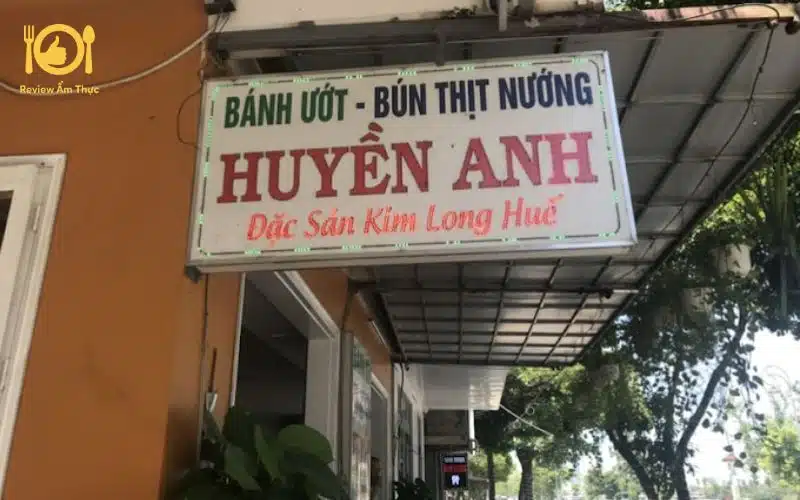 Review Ẩm Thực
BÁNH ƯỚT - BÚN THỊT NƯỚNG
HUYỀN ANH
Đặc Sản Kim Long Huế